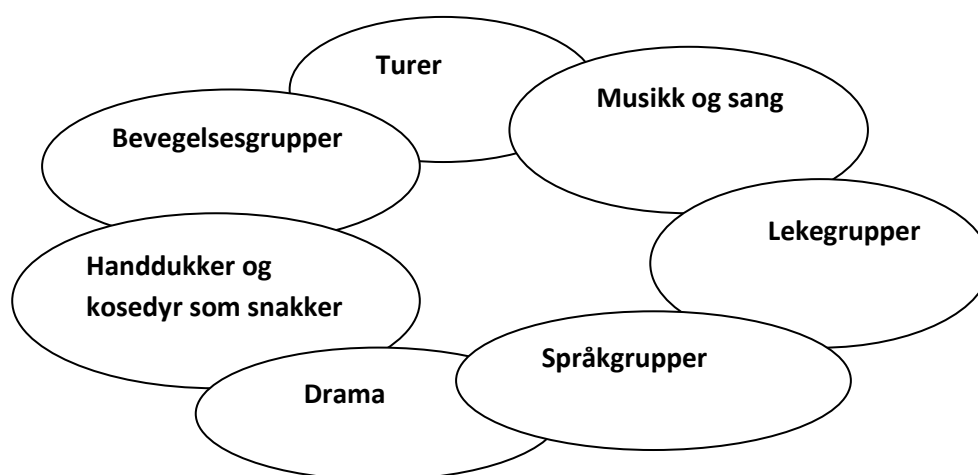 Turer
Musikk og sang
Bevegelsesgrupper
Lekegrupper
Handdukker og
kosedyr som snakker
Språkgrupper
Drama